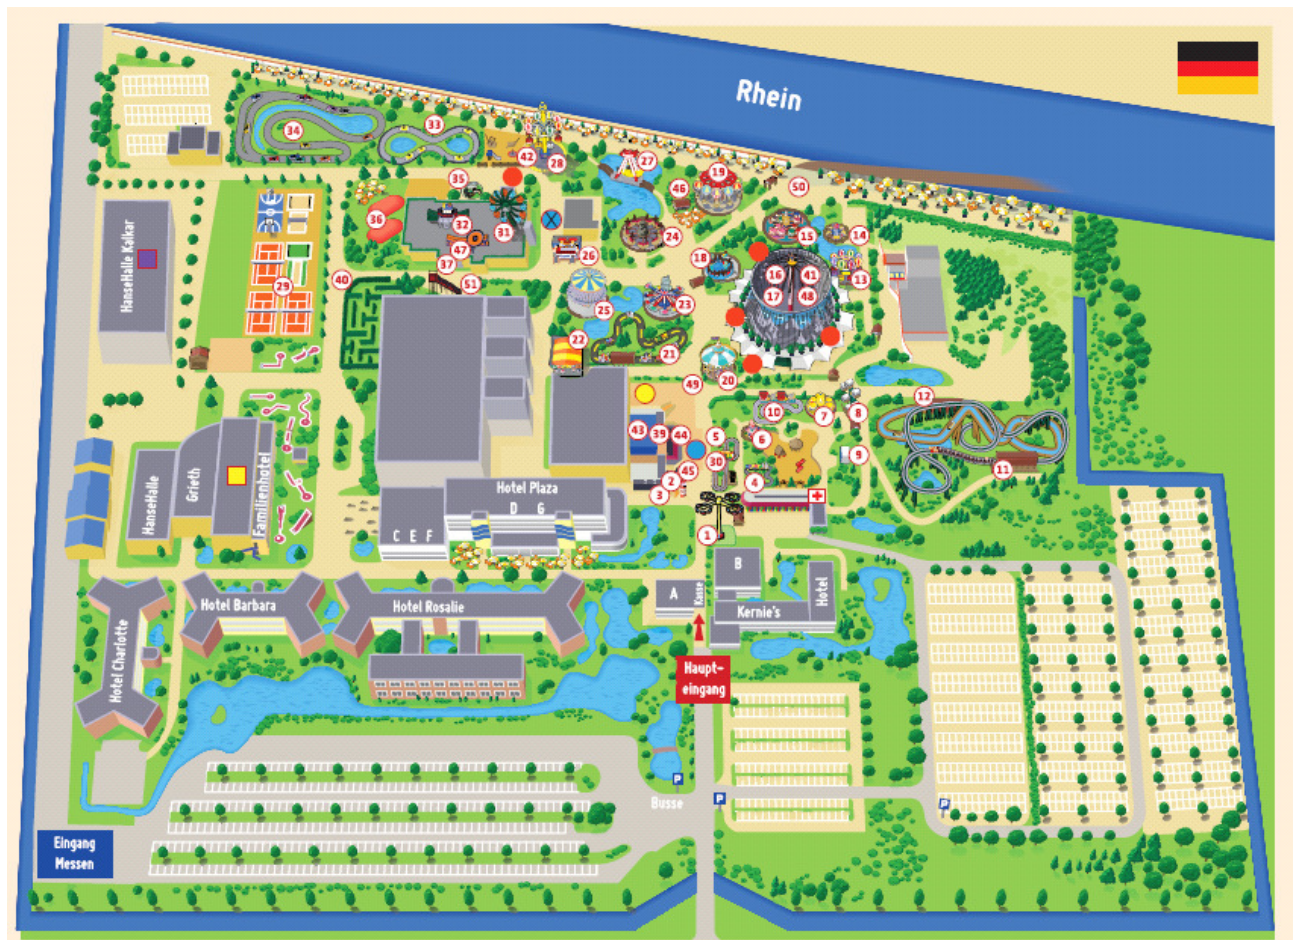 Rhein
34
33
42
28
27
19
46
50
35
36
32
31
47
37
24
26
15
14
18
16
41
17
48
13
HanseHalle Kalkar
29
40
51
25
23
22
21
20
49
12
10
7
8
43
39
44
5
6
9
30
11
45
2
4
3
1
HanseHalle
Grieth
Familienhotel
Hotel Plaza
D G
C E F
B
A
Kasse
Kernie's
Hotel
Hotel Barbara
Hotel Rosalie
Hotel Charlotte
Haupt-
eingang
P
Busse
P
P
Eingang
Messen